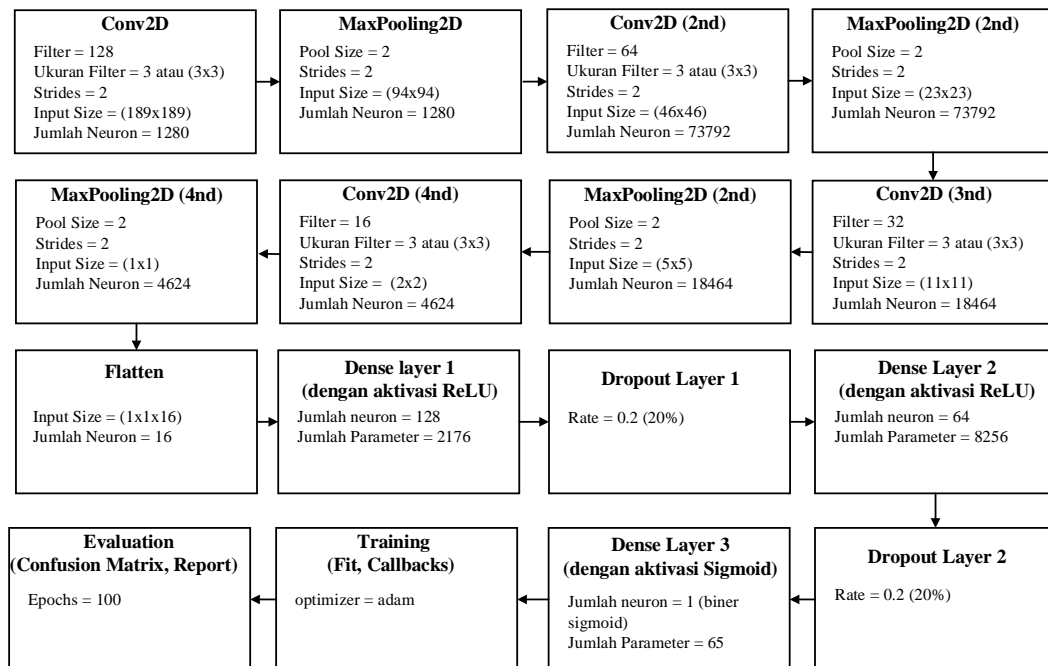 Conv2D
Filter = 128
Ukuran Filter = 3 atau (3x3)
Strides = 2
Input Size = (189x189)
Jumlah Neuron = 1280
MaxPooling2D
Pool Size = 2
Strides = 2
Input Size = (94x94)
Jumlah Neuron = 1280
Conv2D (2nd)
Filter = 64
Ukuran Filter = 3 atau (3x3)
Strides = 2
Input Size = (46x46)
Jumlah Neuron = 73792
MaxPooling2D (2nd)
Pool Size = 2
Strides = 2
Input Size = (23x23)
Jumlah Neuron = 73792
Conv2D (3nd)
Filter = 32
Ukuran Filter = 3 atau (3x3)
Strides = 2
Input Size = (11x11)
Jumlah Neuron = 18464
MaxPooling2D (2nd)
Pool Size = 2
Strides = 2
Input Size = (5x5)
Jumlah Neuron = 18464
Conv2D (4nd)
Filter = 16
Ukuran Filter = 3 atau (3x3)
Strides = 2
Input Size = (2x2)
Jumlah Neuron = 4624
MaxPooling2D (4nd)
Pool Size = 2
Strides = 2
Input Size = (1x1)
Jumlah Neuron = 4624
Flatten
Input Size = (1x1x16)
Jumlah Neuron = 16
Dense layer 1
(dengan aktivasi ReLU)
Jumlah neuron = 128
Jumlah Parameter = 2176
Dropout Layer 1
Rate = 0.2 (20%)
Dense Layer 2
(dengan aktivasi ReLU)
Jumlah neuron = 64
Jumlah Parameter = 8256
Dropout Layer 2
Rate = 0.2 (20%)
Dense Layer 3
(dengan aktivasi Sigmoid)
Jumlah neuron = 1 (biner
sigmoid)
Jumlah Parameter = 65
Training
(Fit, Callbacks)
optimizer = adam
Evaluation
(Confusion Matrix, Report)
Epochs = 100